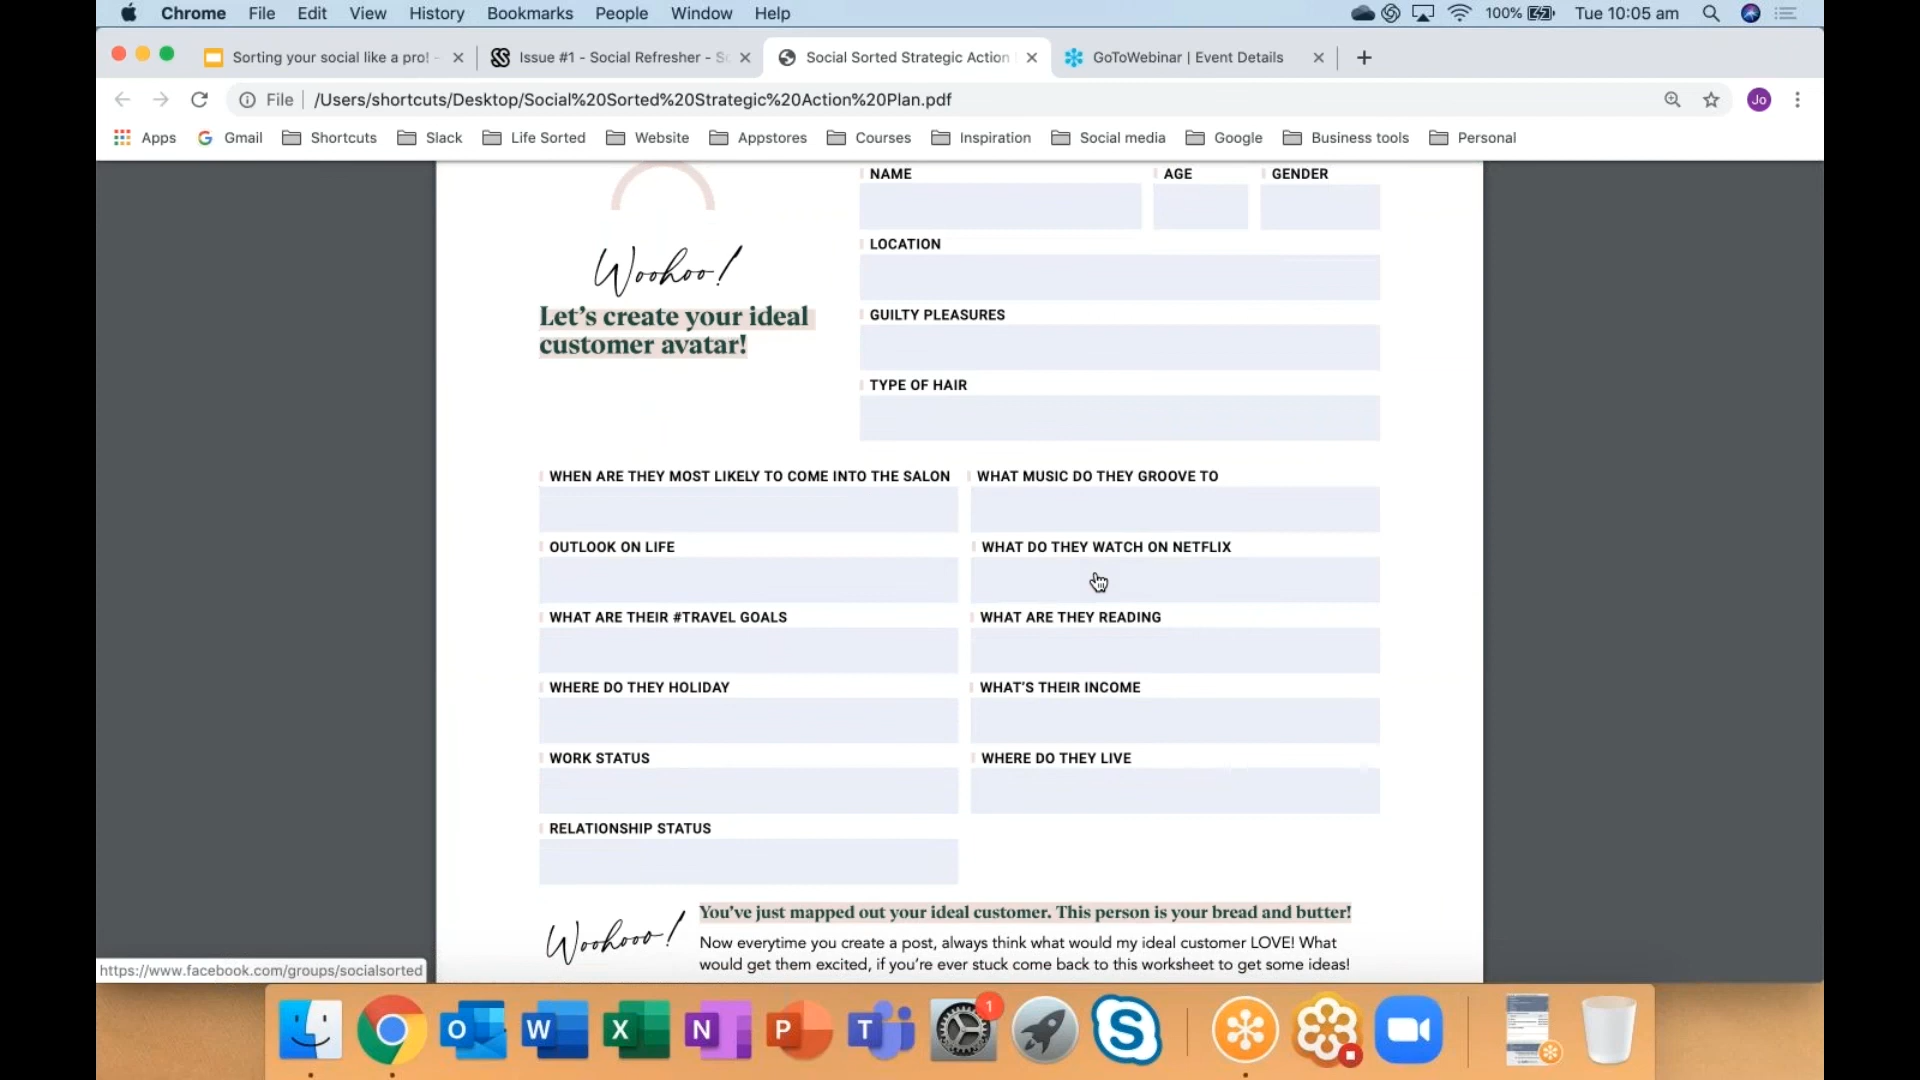 Chrome File Edit View History Bookmarks People Window Help 100% Tue 10:05 am
Sorting your social like a pro! - Issue #1 - Social Refresher - Social Sorted Strategic Action GoToWebinar | Event Details
File /Users/shortcuts/Desktop/Social%20Sorted%20Strategic%20Action%20Plan.pdf Jo
Apps Gmail Shortcuts Slack Life Sorted Website Appstores Courses Inspiration Social media Google Business tools Personal
NAME AGE GENDER
LOCATION
Woohoo!
Let's create your ideal
customer avatar!
GUILTY PLEASURES
TYPE OF HAIR
WHEN ARE THEY MOST LIKELY TO COME INTO THE SALON WHAT MUSIC DO THEY GROOVE TO
OUTLOOK ON LIFE WHAT DO THEY WATCH ON NETFLIX
WHAT ARE THEIR #TRAVEL GOALS WHAT ARE THEY READING
WHERE DO THEY HOLIDAY WHAT'S THEIR INCOME
WORK STATUS WHERE DO THEY LIVE
RELATIONSHIP STATUS
Woohooo!
You've just mapped out your ideal customer. This person is your bread and butter!
Now everytime you create a post, always think what would my ideal customer LOVE! What
would get them excited, if you're ever stuck come back to this worksheet to get some ideas!
https://www.facebook.com/groups/socialsorted
O W X N P T 1 S